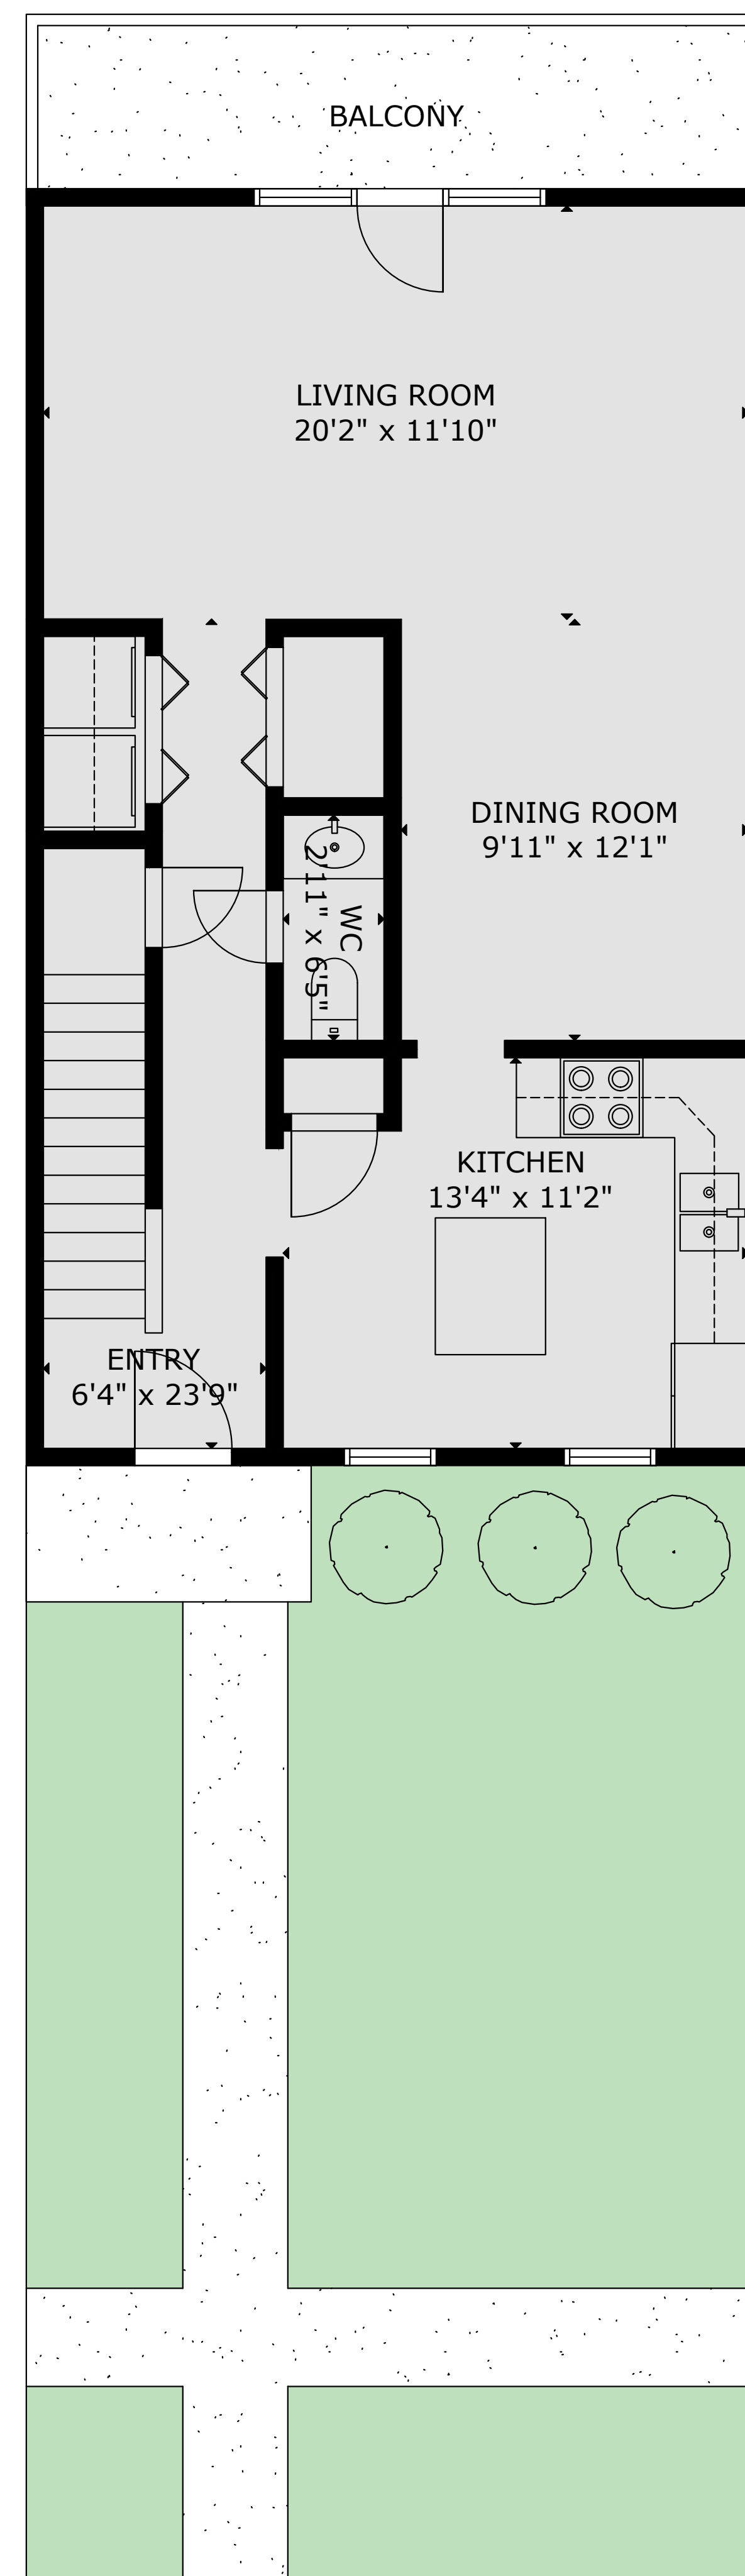 BALCONY
LIVING ROOM
20'2" x 11'10"
DINING ROOM
9'11" x 12'1"
WC
2'11" x 6'5"
KITCHEN
13'4" x 11'2"
ENTRY
6'4" x 23'9"